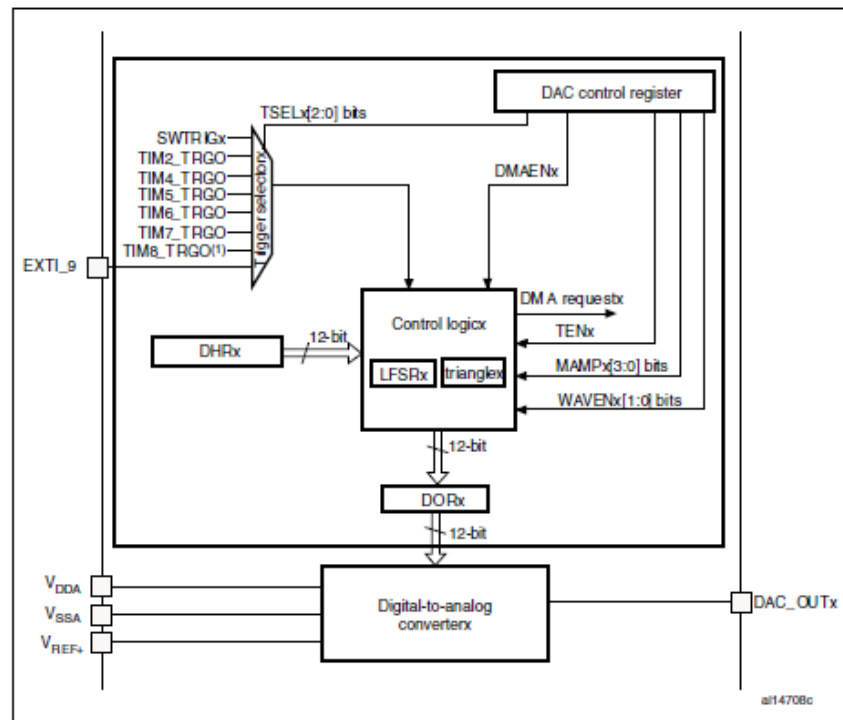 DAC control register
TSELx[2:0] bits
SWTRIGx
TIM2_TRGO
TIM4_TRGO
TIM5_TRGO
TIM6_TRGO
TIM7_TRGO
TIM8_TRGO(1)
Trigger selectorx
DMAENx
EXTI_9
DMA requestx
Control logicx
TENx
12-bit
DHRx
LFSRx
trianglex
MAMPx[3:0] bits
WAVENx[1:0] bits
12-bit
DORx
12-bit
VDDA
VSSA
VREF+
Digital-to-analog
converterx
DAC_OUTx
ai14708c